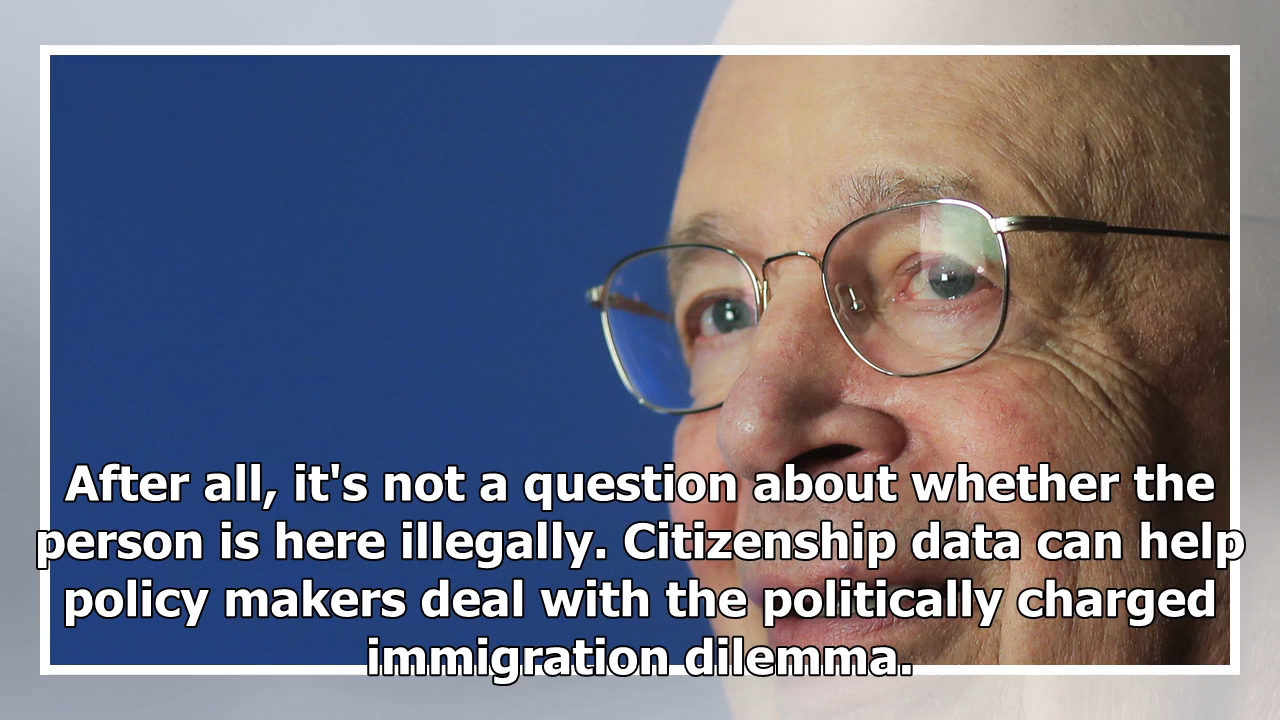 After all, it's not a question about whether the
person is here illegally. Citizenship data can help
policy makers deal with the politically charged
immigration dilemma.